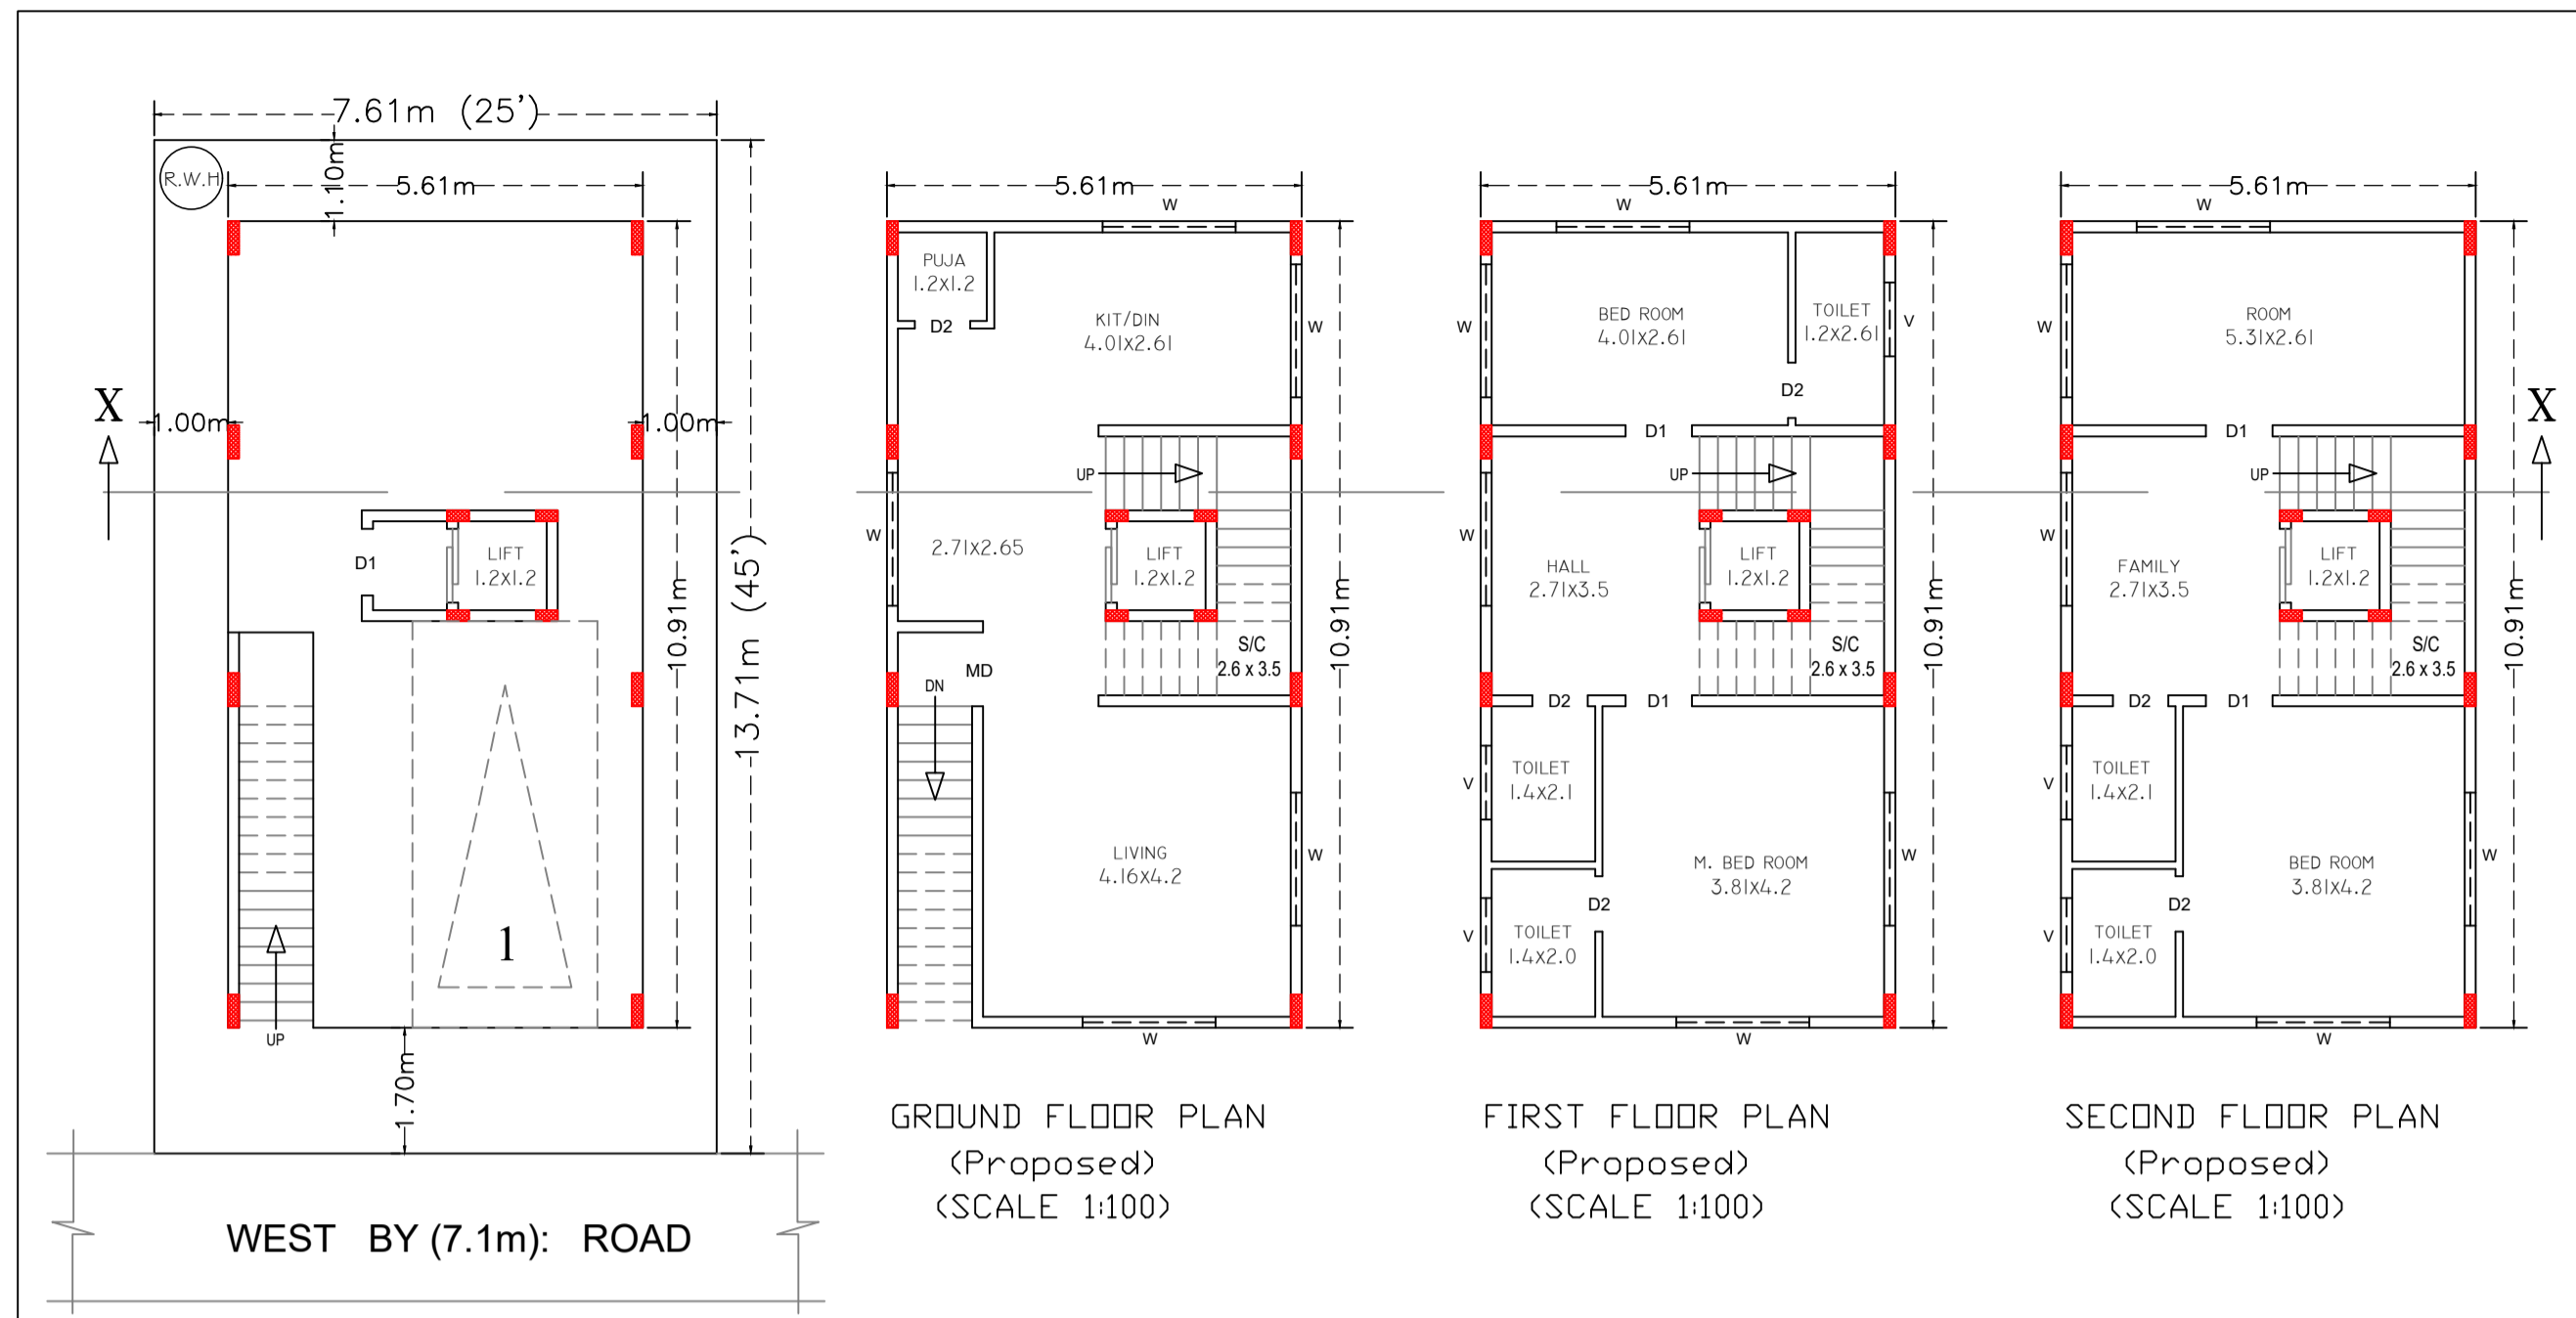 7.61m (25')
R.W.H
1.10m
5.61m
X
1.00m
1.00m
LIFT
1.2x1.2
D1
10.91m
13.71m (45')
1
UP
1.70m
WEST BY (7.1m): ROAD
5.61m
W
PUJA
1.2x1.2
D2
KIT/DIN
4.01x2.61
W
UP
W
2.71x2.65
LIFT
1.2x1.2
10.91m
S/C
2.6 x 3.5
MD
DN
LIVING
4.16x4.2
W
W
GROUND FLOOR PLAN
(Proposed)
(SCALE 1:100)
5.61m
W
W
BED ROOM
4.01x2.61
TOILET
1.2x2.61
V
D2
D1
UP
W
HALL
2.71x3.5
LIFT
1.2x1.2
10.91m
S/C
2.6 x 3.5
D2
D1
V
TOILET
1.4x2.1
M. BED ROOM
3.81x4.2
W
D2
V
TOILET
1.4x2.0
W
FIRST FLOOR PLAN
(Proposed)
(SCALE 1:100)
5.61m
W
W
ROOM
5.31x2.61
X
D1
UP
W
FAMILY
2.71x3.5
LIFT
1.2x1.2
10.91m
S/C
2.6 x 3.5
D2
D1
V
TOILET
1.4x2.1
BED ROOM
3.81x4.2
W
D2
V
TOILET
1.4x2.0
W
SECOND FLOOR PLAN
(Proposed)
(SCALE 1:100)